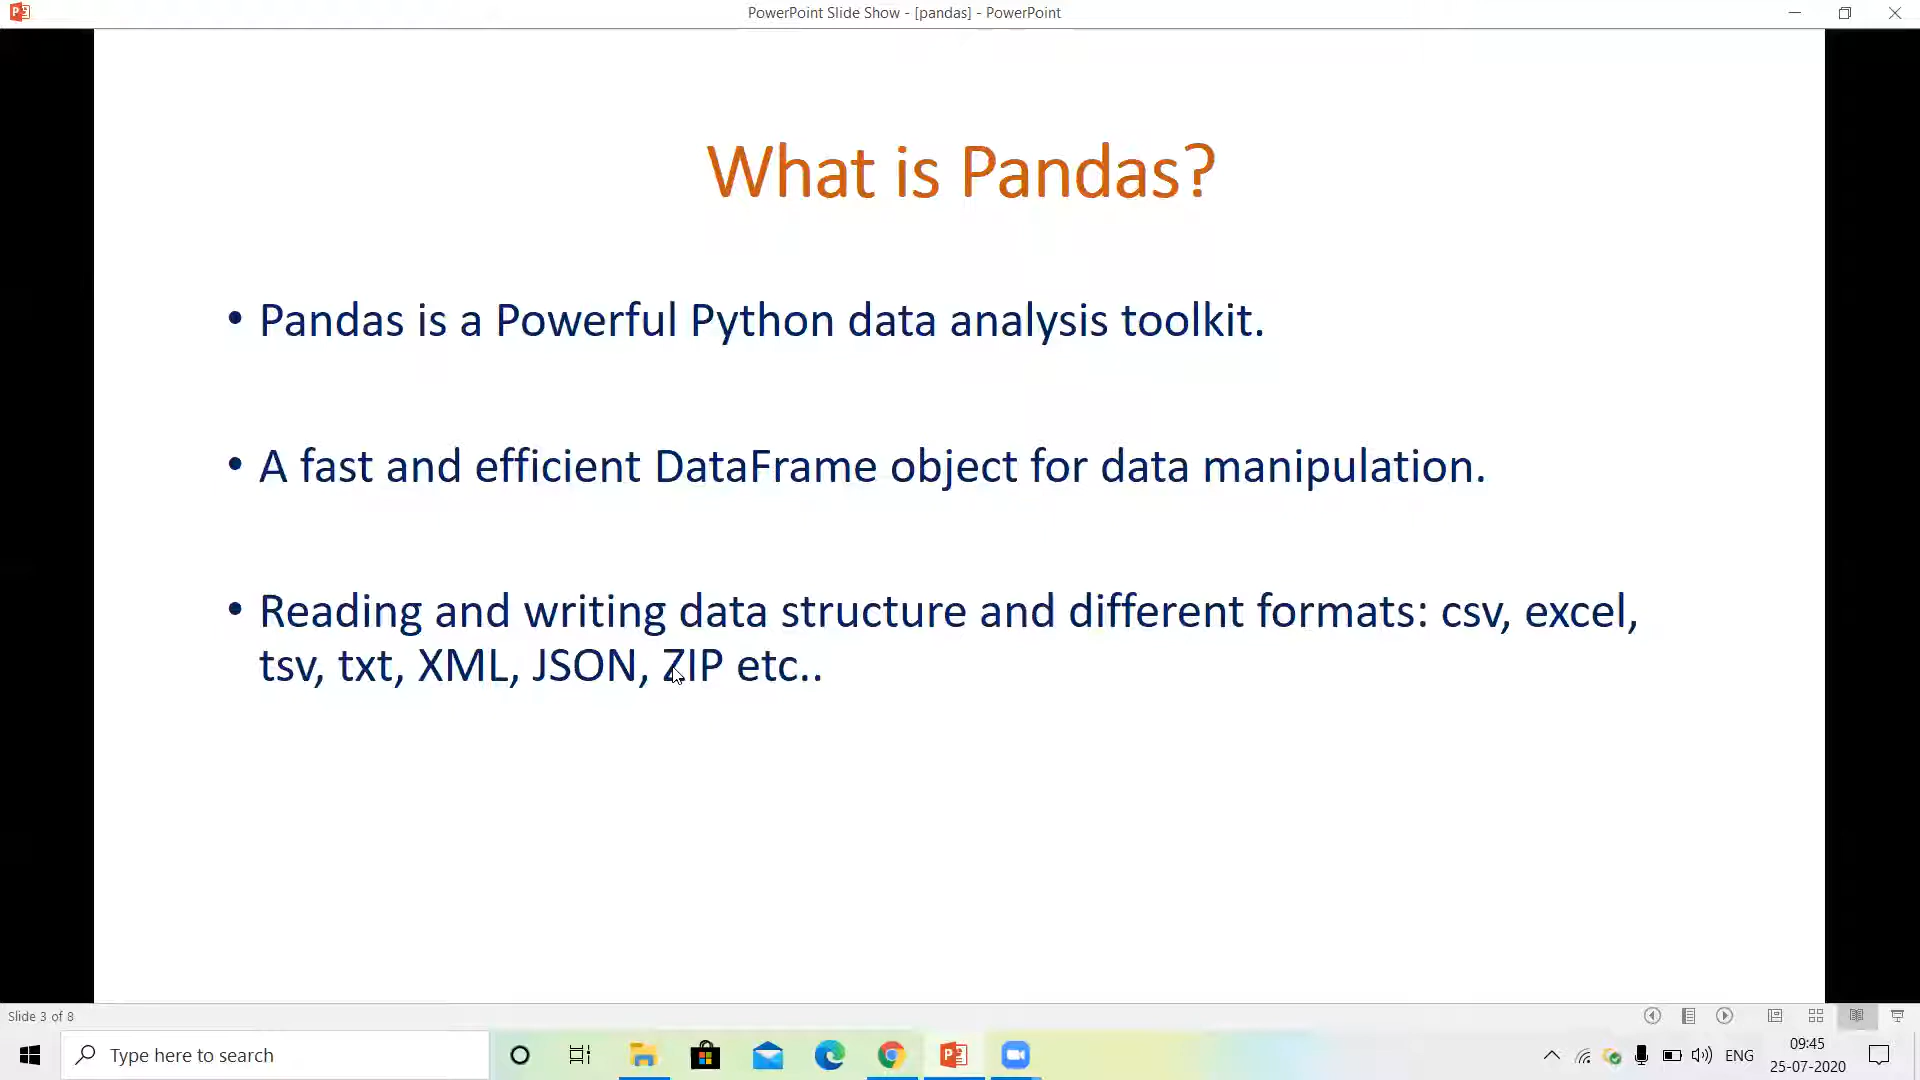 PowerPoint Slide Show - [pandas] - PowerPoint
What is Pandas?
• Pandas is a Powerful Python data analysis toolkit.
• A fast and efficient DataFrame object for data manipulation.
• Reading and writing data structure and different formats: csv, excel,
tsv, txt, XML, JSON, ZIP etc..
Slide 3 of 8
Type here to search
ENG
09:45
25-07-2020